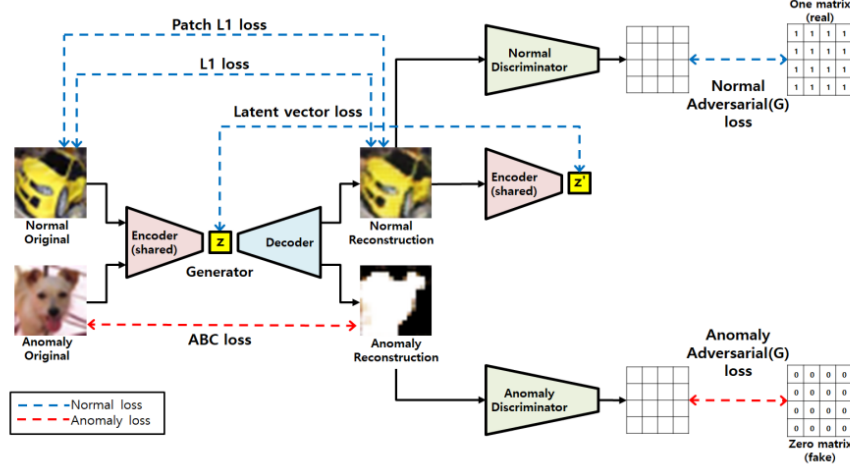 Patch L1 loss
L1 loss
Latent vector loss
Normal
Original
Encoder
(shared)
z
Generator
Decoder
Normal
Reconstruction
Anomaly
Original
ABC loss
Anomaly
Reconstruction
Normal
Discriminator
Encoder
(shared)
z'
Anomaly
Discriminator
One matrix
(real)
1 1 1 1
1 1 1 1
1 1 1 1
1 1 1 1
Normal
Adversarial(G)
loss
Anomaly
Adversarial(G)
loss
0 0 0 0
0 0 0 0
0 0 0 0
0 0 0 0
Zero matrix
(fake)
Normal loss
Anomaly loss